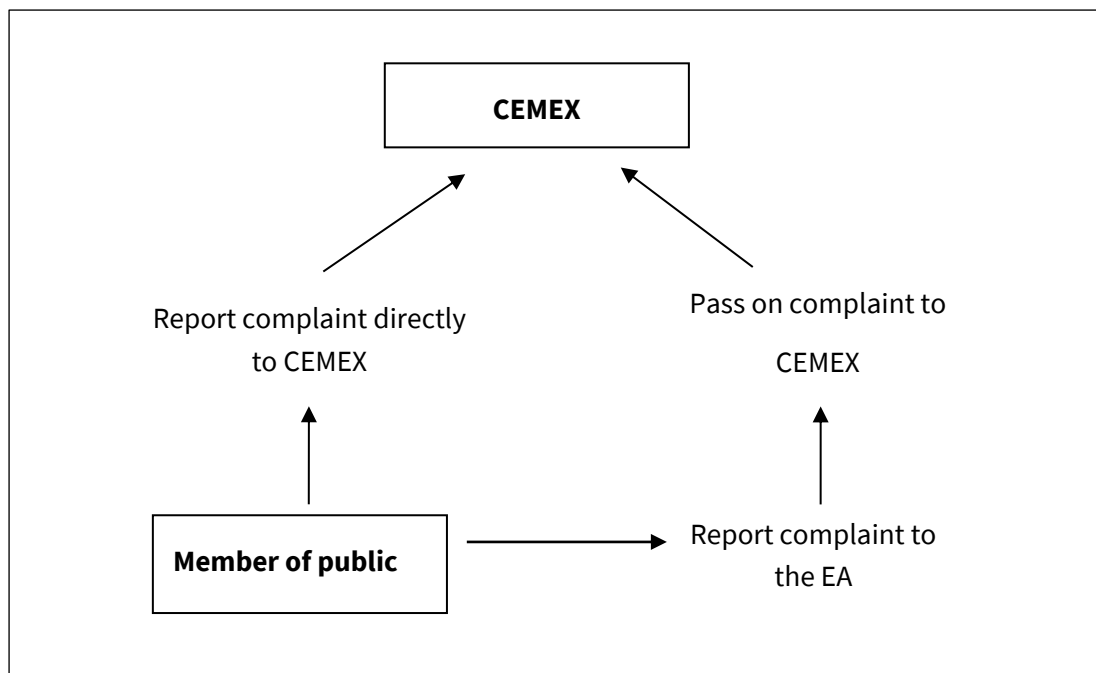 CEMEX
Report complaint directly
to CEMEX
Pass on complaint to
CEMEX
Member of public
Report complaint to
the EA